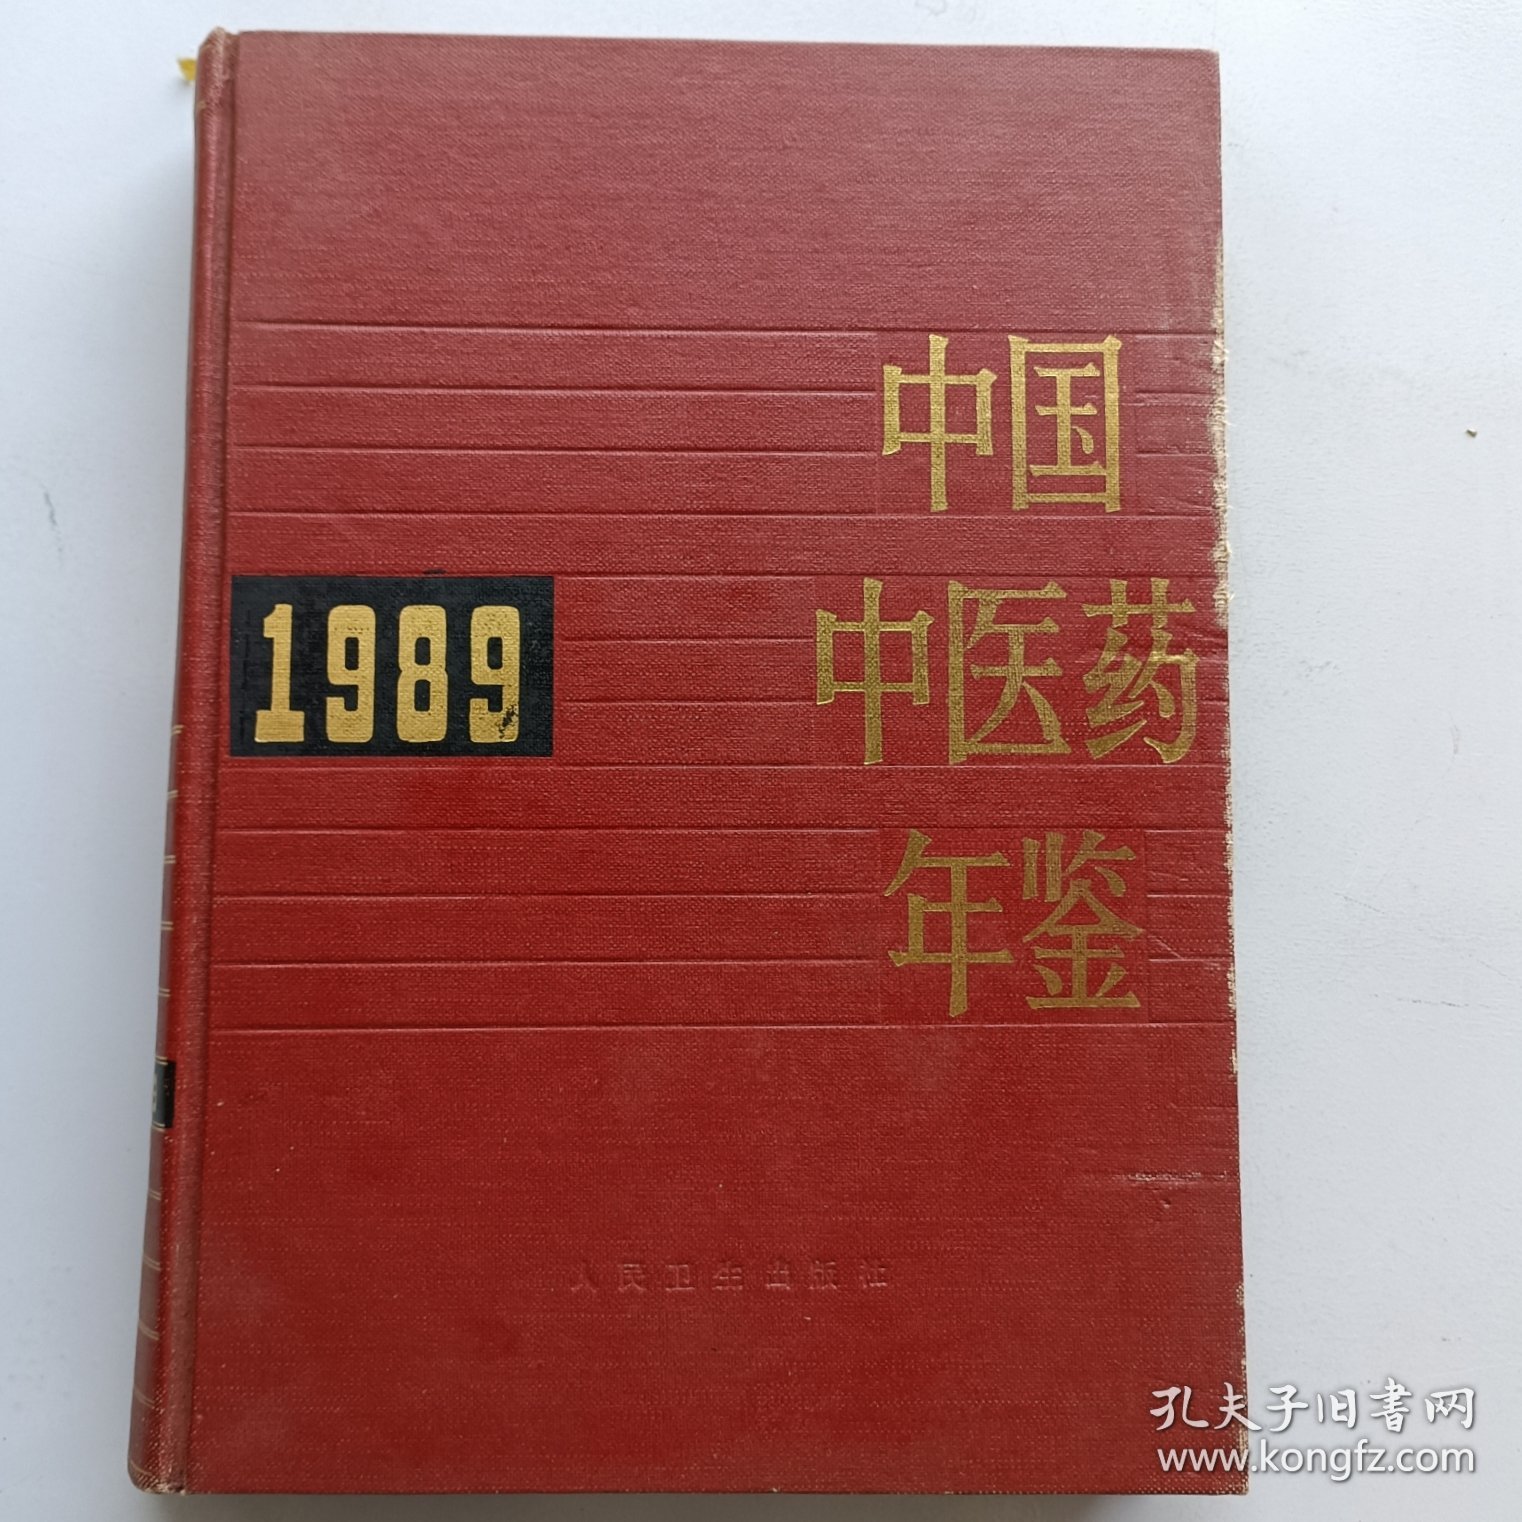 中国
1989
中医药
年鉴
人民卫生出版社
孔夫子旧书网
www.kongfz.com